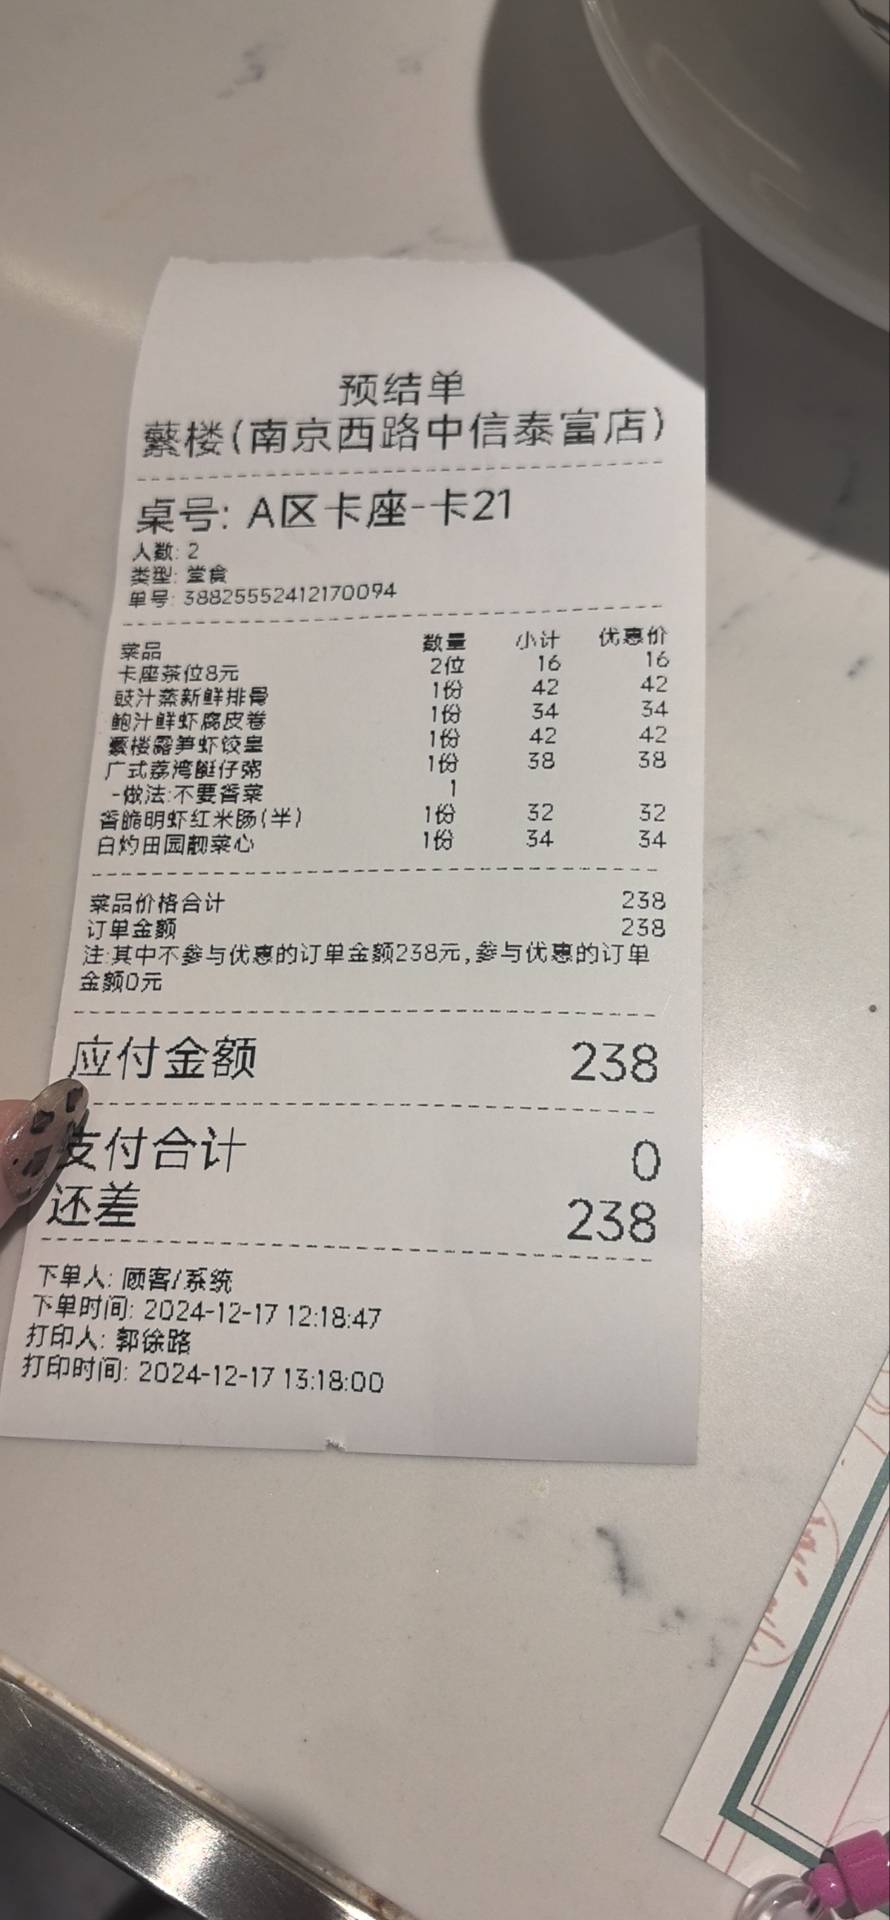 预结单
蘩楼(南京西路中信泰富店)
桌号: A区卡座-卡21
人数: 2
类型: 堂食
单号: 38825552412170094
菜品 数量 小计 优惠价
卡座茶位8元 2位 16 16
豉汁蒸新鲜排骨 1份 42 42
鲍汁鲜虾腐皮卷 1份 34 34
蘩楼露笋虾饺皇 1份 42 42
广式荔湾艇仔粥 1份 38 38
-做法:不要香菜 1
香脆明虾红米肠(半) 1份 32 32
白灼田园靓菜心 1份 34 34
菜品价格合计 238
订单金额 238
注:其中不参与优惠的订单金额238元,参与优惠的订单
金额0元
应付金额 238
支付合计 0
还差 238
下单人: 顾客/系统
下单时间: 2024-12-17 12:18:47
打印人: 郭徐路
打印时间: 2024-12-17 13:18:00